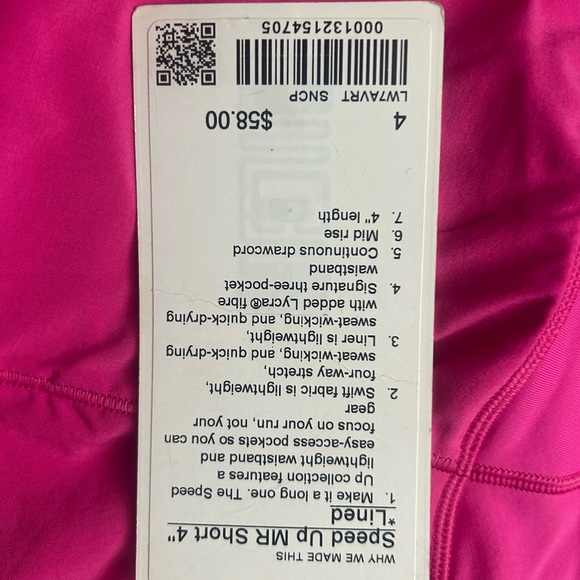 WHY WE MADE THIS
Speed Up MR Short 4"
*Lined
1. Make it a long one. The Speed
Up collection features a
lightweight waistband and
easy-access pockets so you can
focus on your run, not your
gear
2. Swift fabric is lightweight,
four-way stretch,
sweat-wicking, and quick-drying
3. Liner is lightweight,
sweat-wicking, and quick-drying
with added Lycra® fibre
4. Signature three-pocket
waistband
5. Continuous drawcord
6. Mid rise
7. 4" length
4 $58.00
LW7AVRT SNCP
000132154705